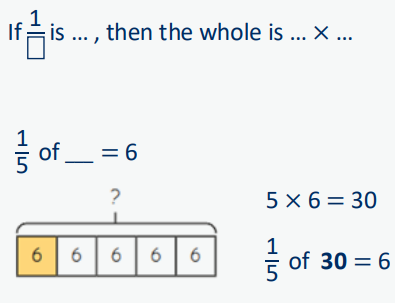 If 1/□ is ... , then the whole is ... × ...
1/5 of __ = 6
?
6 6 6 6 6
5 × 6 = 30
1/5 of 30 = 6